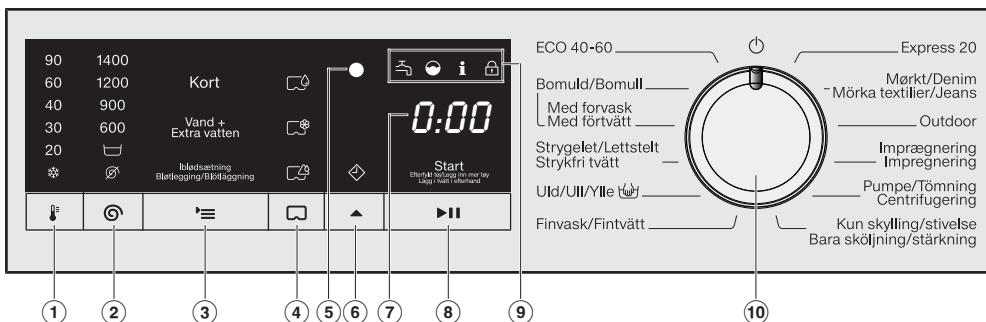 90
60
40
30
20
1400
1200
900
600
Kort
Vand +
Extra vatten
Iblødsætning
Bløtlegging/Blötläggning
0:00
Start
Efterfyld tøj/Legg inn mer tøy
Lägg i tvätt i efterhand
ECO 40-60
Bomuld/Bomull
Med forvask
Med förtvätt
Strygelet/Lettstelt
Strykfri tvätt
Uld/Ull/Ylle
Finvask/Fintvätt
Express 20
Mørkt/Denim
Mörka textilier/Jeans
Outdoor
Imprægnering
Impregnering
Pumpe/Tömning
Centrifugering
Kun skylling/stivelse
Bara sköljning/stärkning
1
2
3
4
5
6
7
8
9
10